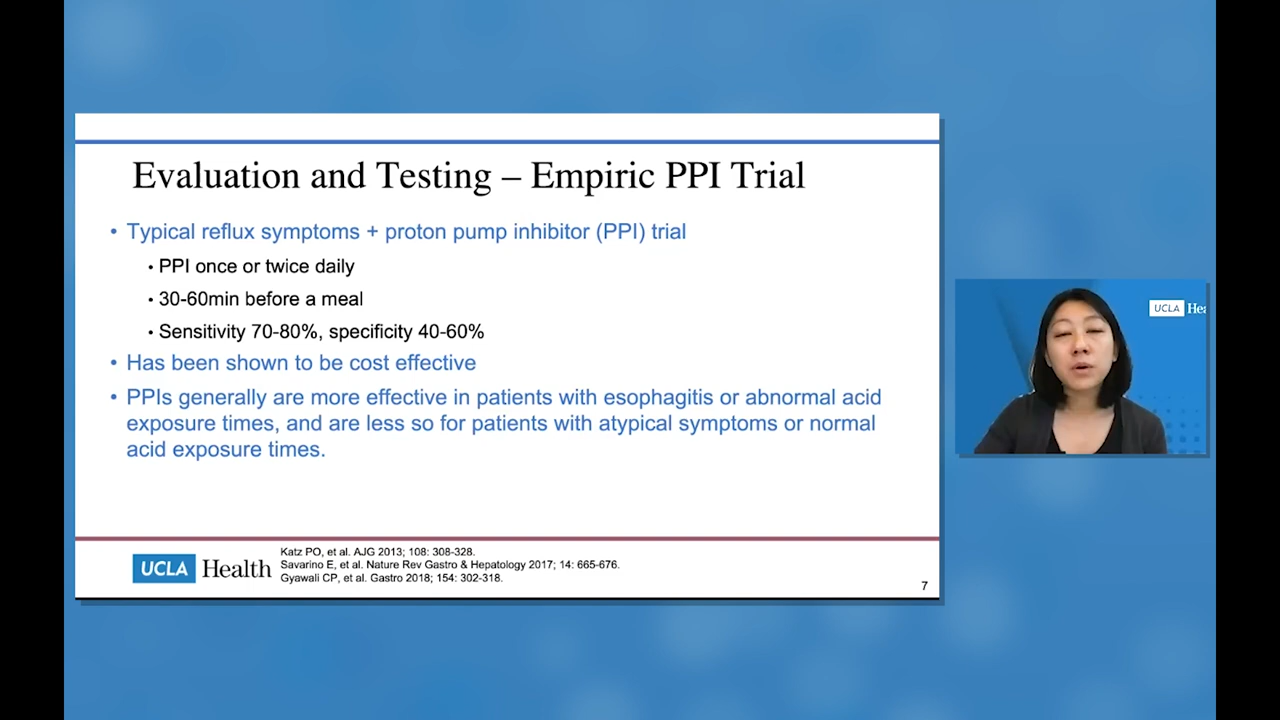 Evaluation and Testing – Empiric PPI Trial
• Typical reflux symptoms + proton pump inhibitor (PPI) trial
• PPI once or twice daily
• 30-60min before a meal
• Sensitivity 70-80%, specificity 40-60%
• Has been shown to be cost effective
• PPIs generally are more effective in patients with esophagitis or abnormal acid
exposure times, and are less so for patients with atypical symptoms or normal
acid exposure times.
UCLA Health
Katz PO, et al. AJG 2013; 108: 308-328.
Savarino E, et al. Nature Rev Gastro & Hepatology 2017; 14: 665-676.
Gyawali CP, et al. Gastro 2018; 154: 302-318.
7
UCLA Hea